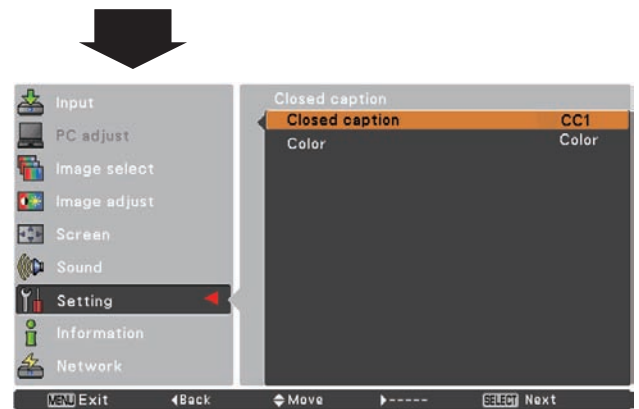 Input
PC adjust
Image select
Image adjust
Screen
Sound
Setting
Information
Network
Closed caption
Closed caption CC1
Color Color
MENU Exit Back Move ----- SELECT Next